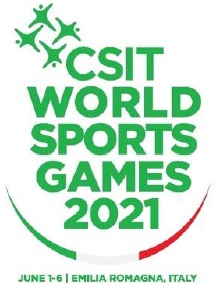 CSIT
WORLD
SPORTS
GAMES
2021
JUNE 1-6 | EMILIA ROMAGNA, ITALY